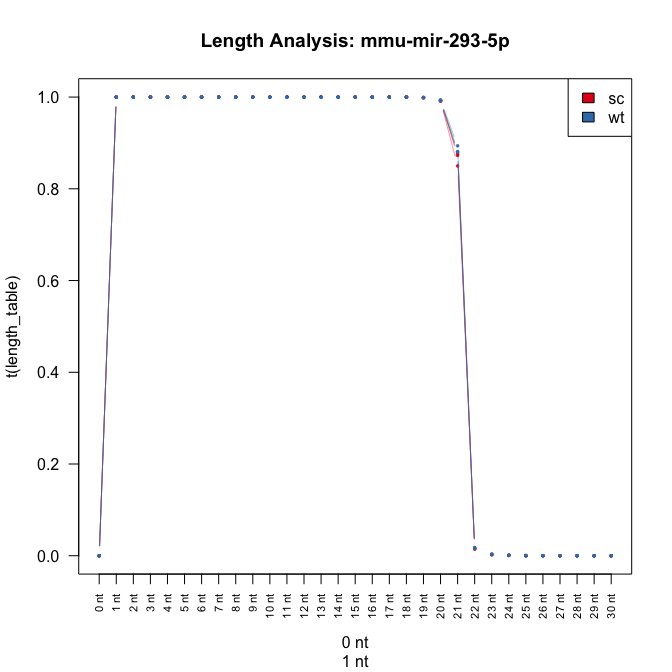 Length Analysis: mmu-mir-293-5p
sc
wt
1.0
0.8
0.6
0.4
0.2
0.0
t(length_table)
0 nt
1 nt
2 nt
3 nt
4 nt
5 nt
6 nt
7 nt
8 nt
9 nt
10 nt
11 nt
12 nt
13 nt
14 nt
15 nt
16 nt
17 nt
18 nt
19 nt
20 nt
21 nt
22 nt
23 nt
24 nt
25 nt
26 nt
27 nt
28 nt
29 nt
30 nt
0 nt
1 nt